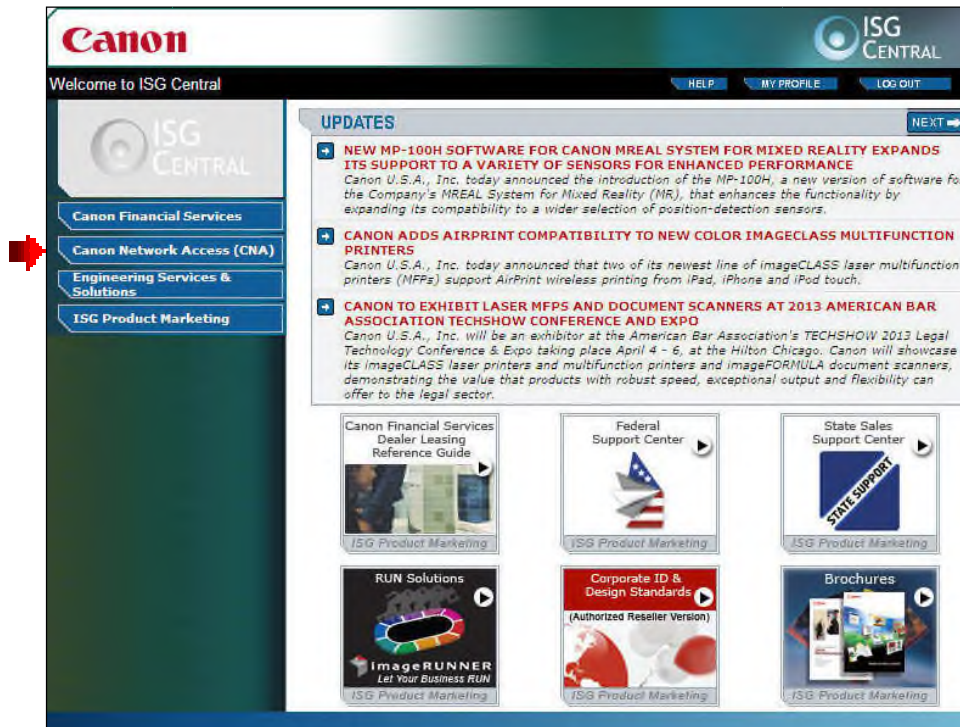 Canon
ISG
CENTRAL
Welcome to ISG Central
HELP
MY PROFILE
LOG OUT
ISG
CENTRAL
Canon Financial Services
Canon Network Access (CNA)
Engineering Services &
Solutions
ISG Product Marketing
UPDATES
NEXT
NEW MP-100H SOFTWARE FOR CANON MREAL SYSTEM FOR MIXED REALITY EXPANDS
ITS SUPPORT TO A VARIETY OF SENSORS FOR ENHANCED PERFORMANCE
Canon U.S.A., Inc. today announced the introduction of the MP-100H, a new version of software fo
the Company's MREAL System for Mixed Reality (MR), that enhances the functionality by
expanding its compatibility to a wider selection of position-detection sensors.
CANON ADDS AIRPRINT COMPATIBILITY TO NEW COLOR IMAGECLASS MULTIFUNCTION
PRINTERS
Canon U.S.A., Inc. today announced that two of its newest line of imageCLASS laser multifunction
printers (MFPs) support AirPrint wireless printing from iPad, iPhone and iPod touch.
CANON TO EXHIBIT LASER MFPS AND DOCUMENT SCANNERS AT 2013 AMERICAN BAR
ASSOCIATION TECHSHOW CONFERENCE AND EXPO
Canon U.S.A., Inc. will be an exhibitor at the American Bar Association's TECHSHOW 2013 Legal
Technology Conference & Expo taking place April 4 - 6, at the Hilton Chicago. Canon will showcase
its imageCLASS laser printers and multifunction printers and imageFORMULA document scanners,
demonstrating the value that products with robust speed, exceptional output and flexibility can
offer to the legal sector.
Canon Financial Services
Dealer Leasing
Reference Guide
ISG Product Marketing
Federal
Support Center
ISG Product Marketing
State Sales
Support Center
STATE SUPPORT
ISG Product Marketing
RUN Solutions
imageRUNNER
Let Your Business RUN
ISG Product Marketing
Corporate ID &
Design Standards
(Authorized Reseller Version)
ISG Product Marketing
Brochures
ISG Product Marketing